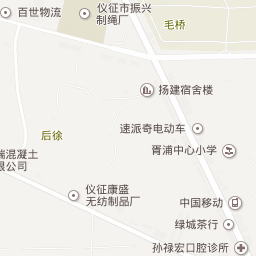 百世物流
仪征市振兴
制绳厂
毛桥
扬建宿舍楼
速派奇电动车
后徐
胥浦中心小学
瑞混凝土
限公司
仪征康盛
无纺制品厂
中国移动
绿城茶行
孙禄宏口腔诊所